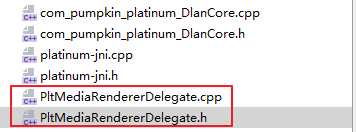 com_pumpkin_platinum_DlanCore.cpp
com_pumpkin_platinum_DlanCore.h
platinum-jni.cpp
platinum-jni.h
PltMediaRendererDelegate.cpp
PltMediaRendererDelegate.h